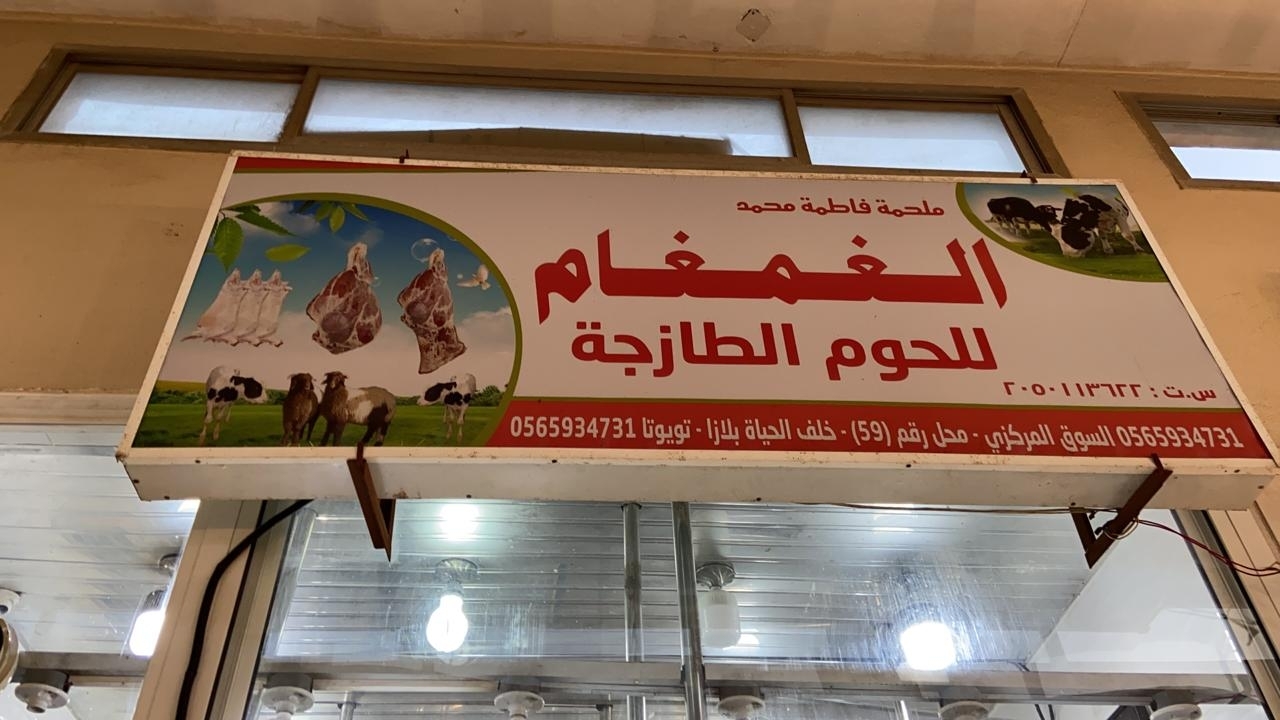 ملحمة فاطمة محمد
الغمغام
للحوم الطازجة
س.ت : ٢٠٥٠١١٣٦٢٢
0565934731 السوق المركزي - محل رقم (59) - خلف الحياة بلازا - تويوتا 0565934731